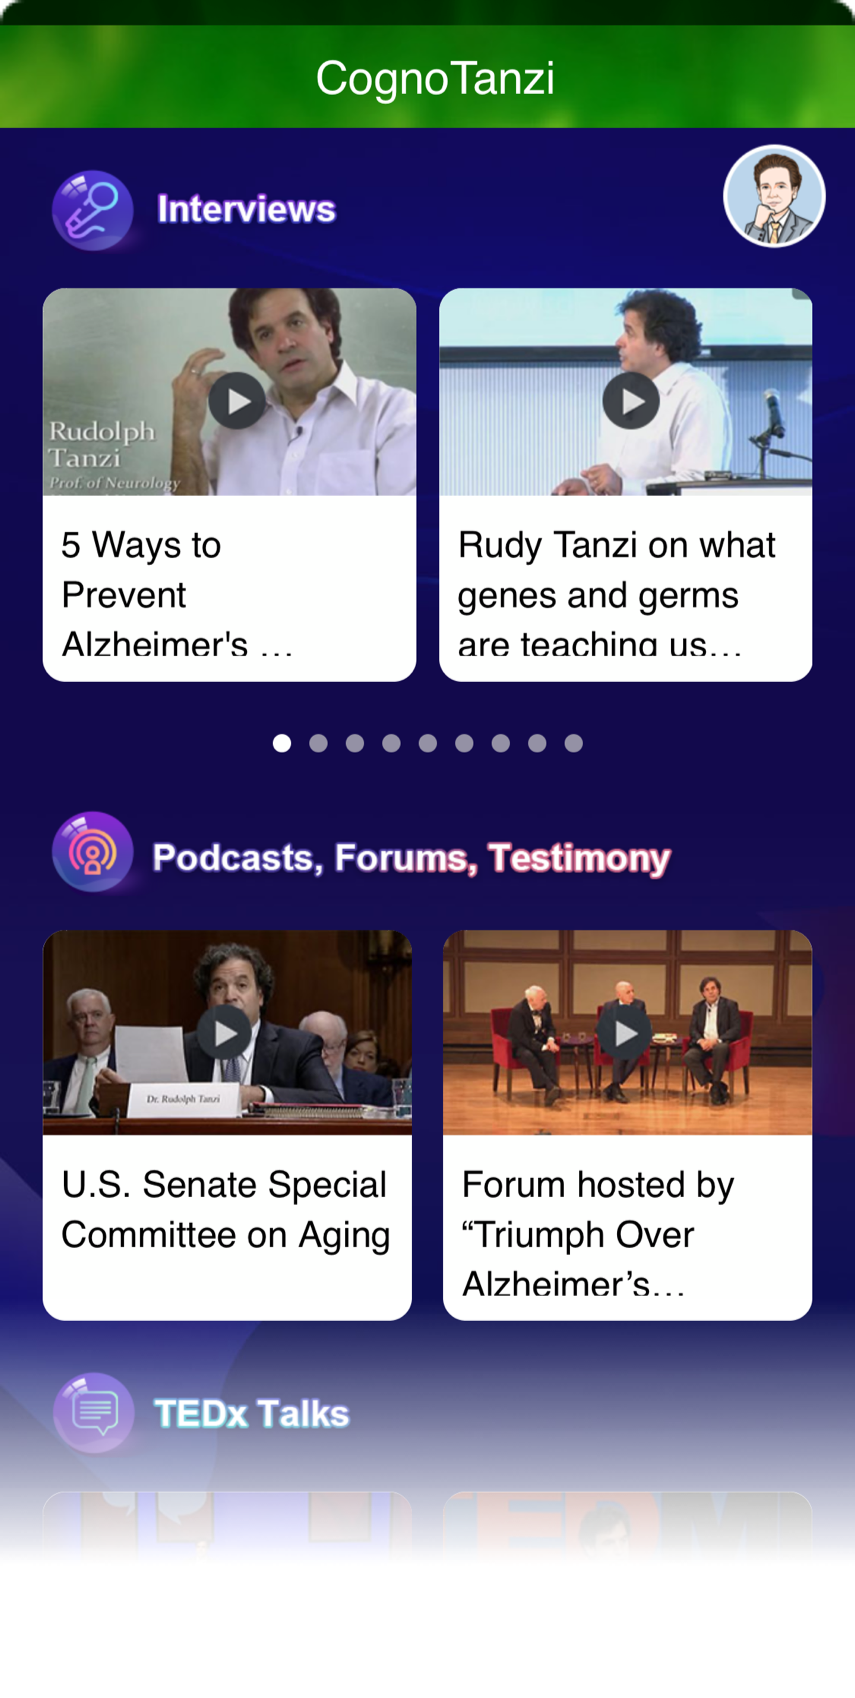 CognoTanzi
Interviews
Rudolph
Tanzi
Prof. of Neurology
5 Ways to
Prevent
Alzheimer's ...
Rudy Tanzi on what
genes and germs
are teaching us...
Podcasts, Forums, Testimony
Dr. Rudolph Tanzi
U.S. Senate Special
Committee on Aging
Forum hosted by
“Triumph Over
Alzheimer’s...
TEDx Talks